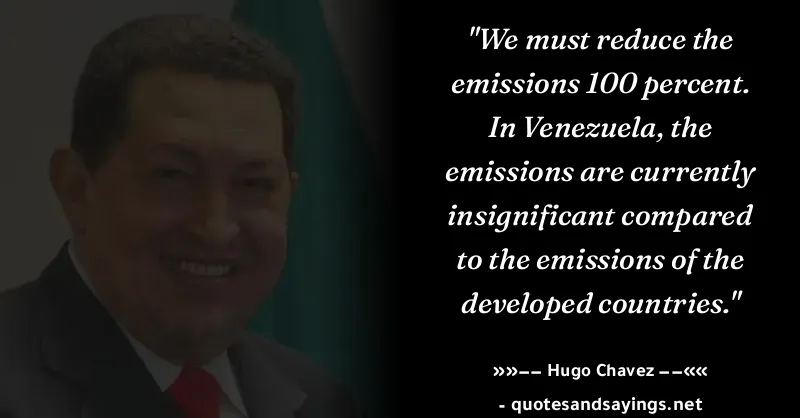 "We must reduce the
emissions 100 percent.
In Venezuela, the
emissions are currently
insignificant compared
to the emissions of the
developed countries."
»»–– Hugo Chavez ––««
- quotesandsayings.net